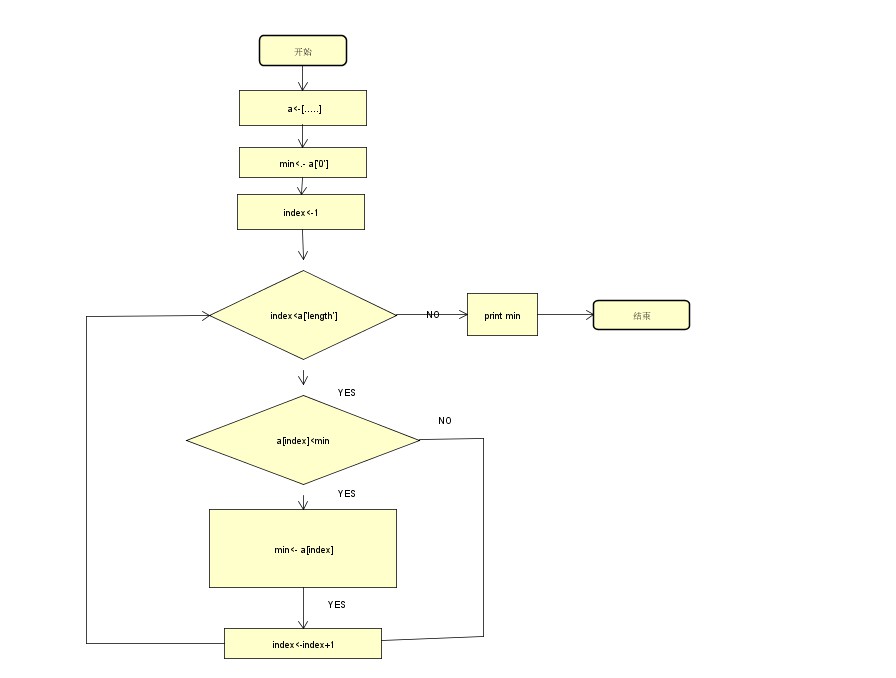 开始
a<-[.....]
min<.- a['0']
index<-1
index<a['length']
NO
print min
结束
YES
a[index]<min
NO
YES
min<- a[index]
YES
index<-index+1